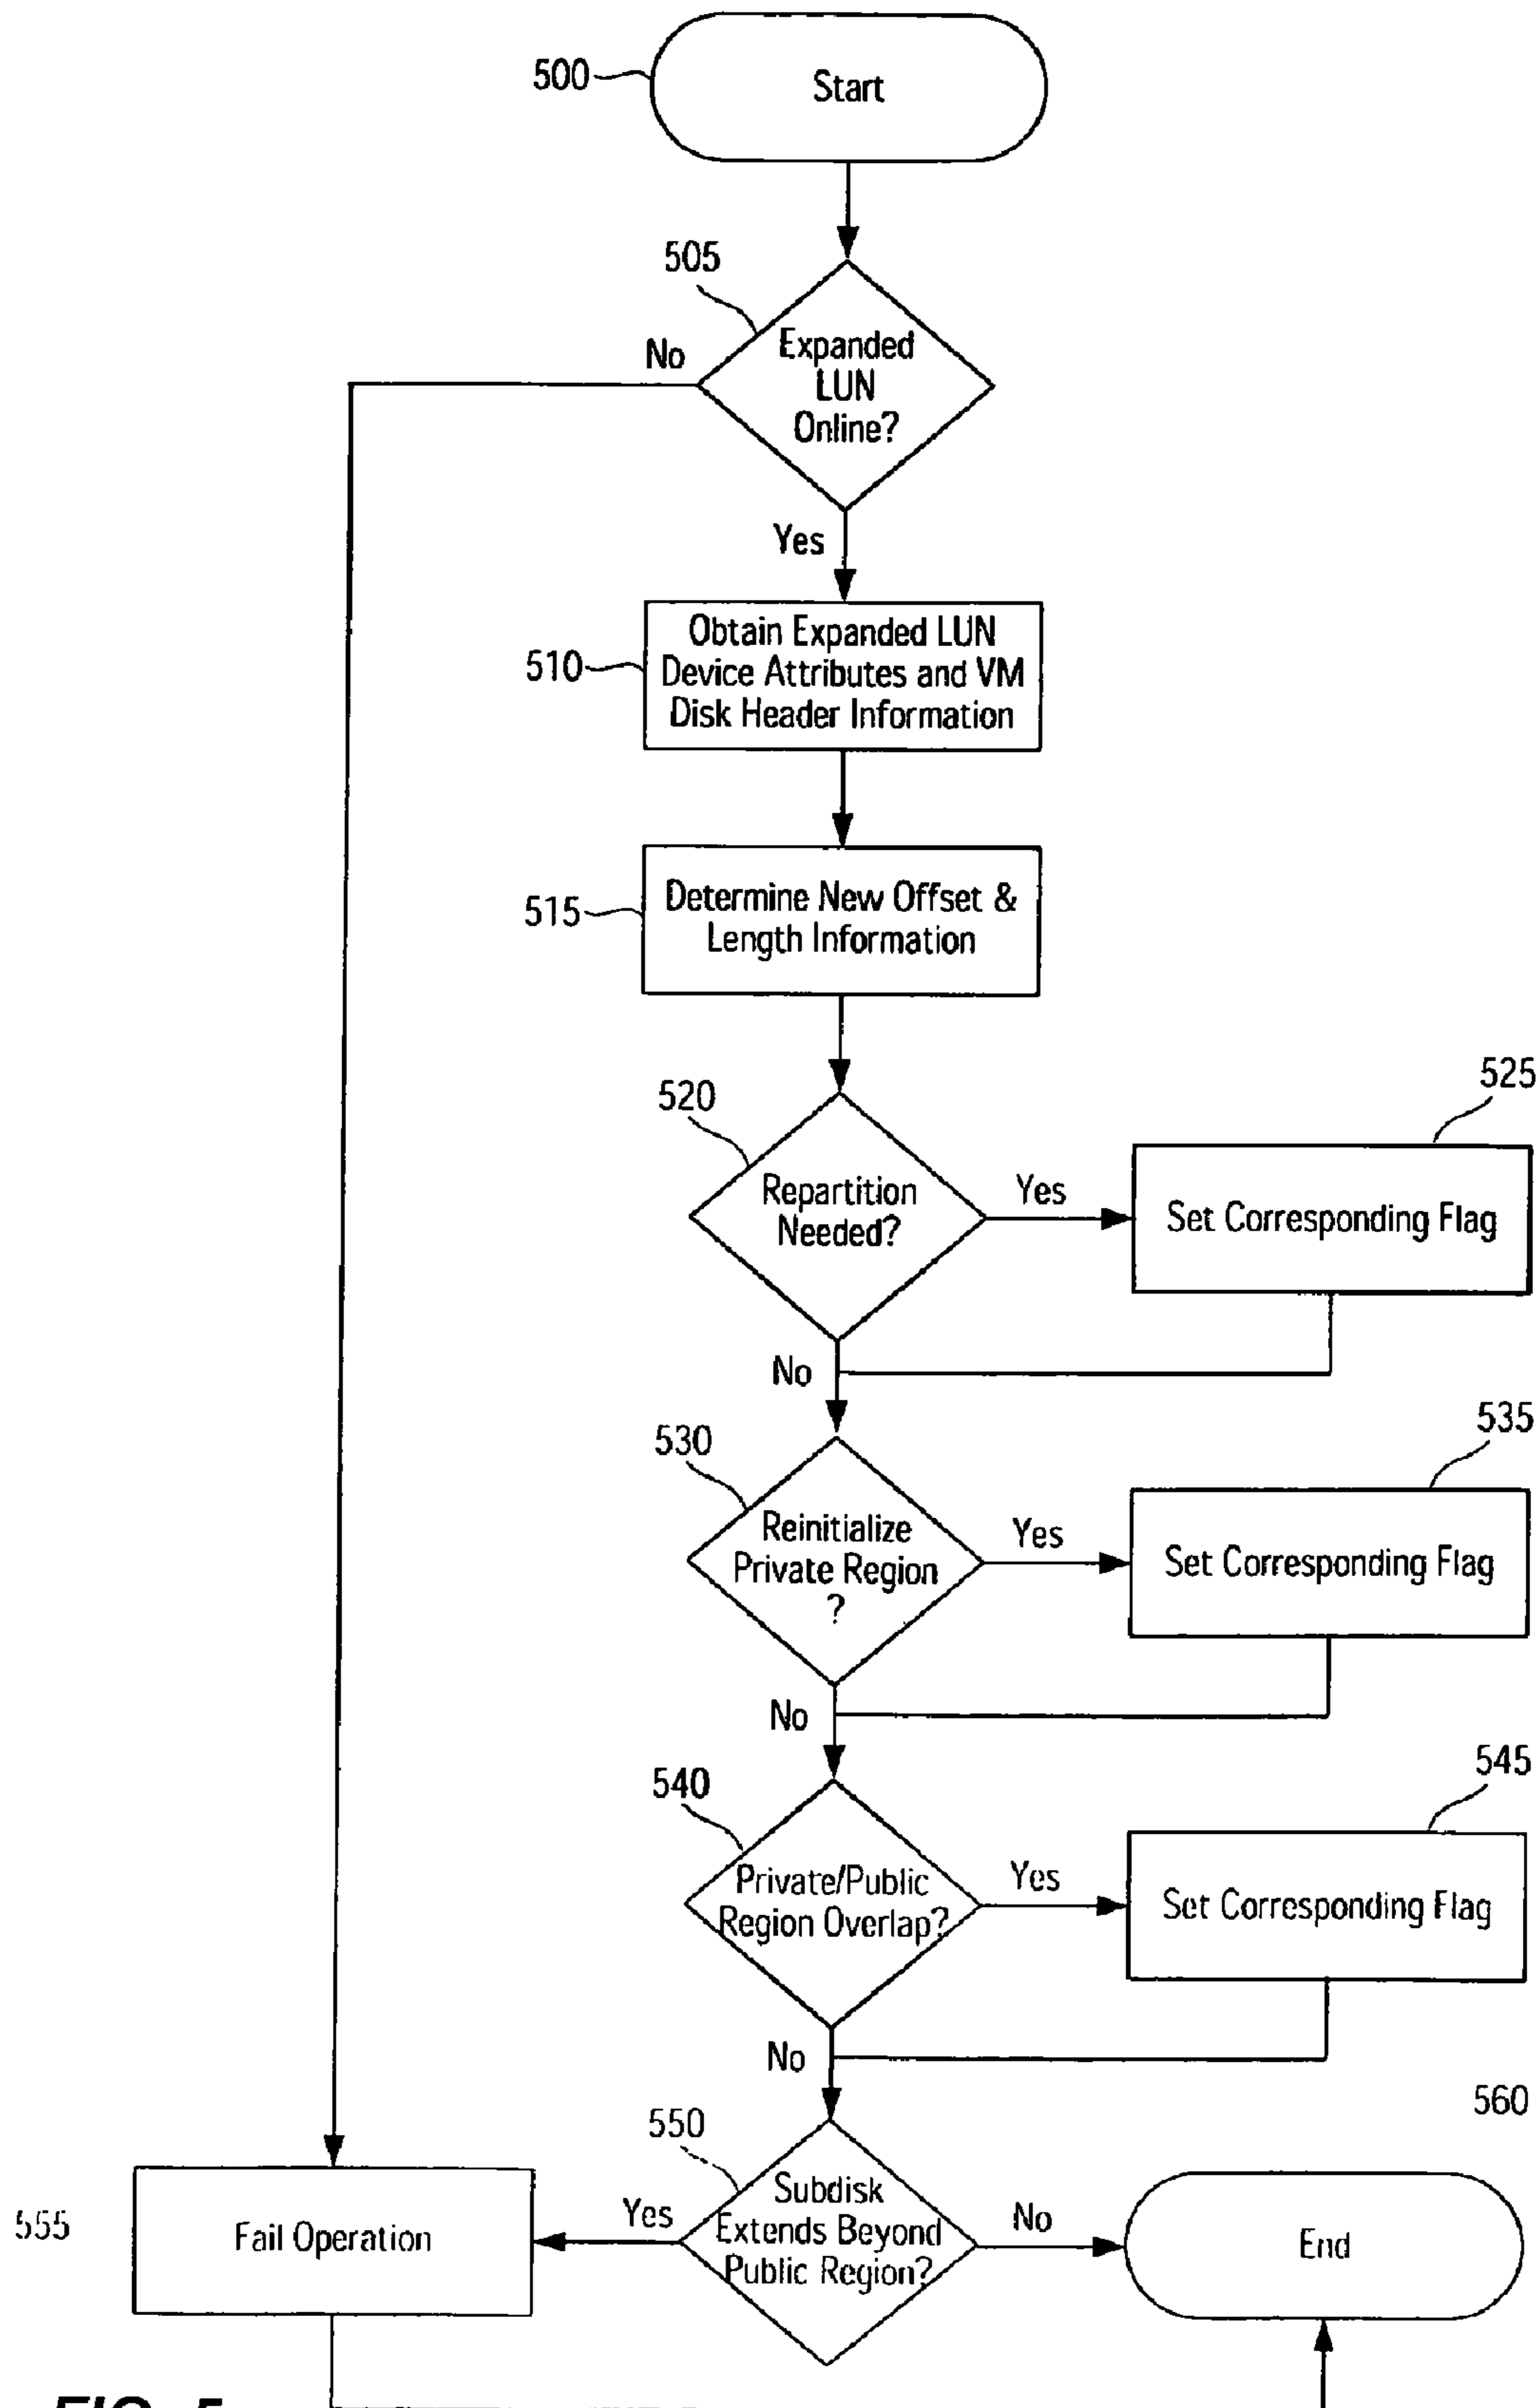 500
Start
505
No
Expanded
LUN
Online?
Yes
510
Obtain Expanded LUN
Device Attributes and VM
Disk Header Information
515
Determine New Offset &
Length Information
520
Repartition
Needed?
Yes
525
Set Corresponding Flag
No
530
Reinitialize
Private Region
?
Yes
535
Set Corresponding Flag
No
540
Private/Public
Region Overlap?
Yes
545
Set Corresponding Flag
No
550
Subdisk
Extends Beyond
Public Region?
Yes
No
555
Fail Operation
560
End